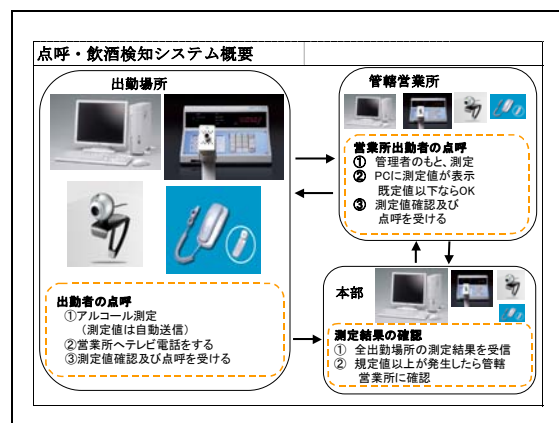 点呼・飲酒検知システム概要
出勤場所
出勤者の点呼
①アルコール測定
（測定値は自動送信）
②営業所へテレビ電話をする
③測定値確認及び点呼を受ける
管轄営業所
営業所出勤者の点呼
① 管理者のもと、測定
② PCに測定値が表示
既定値以下ならOK
③ 測定値確認及び
点呼を受ける
本部
測定結果の確認
① 全出勤場所の測定結果を受信
② 規定値以上が発生したら管轄
営業所に確認